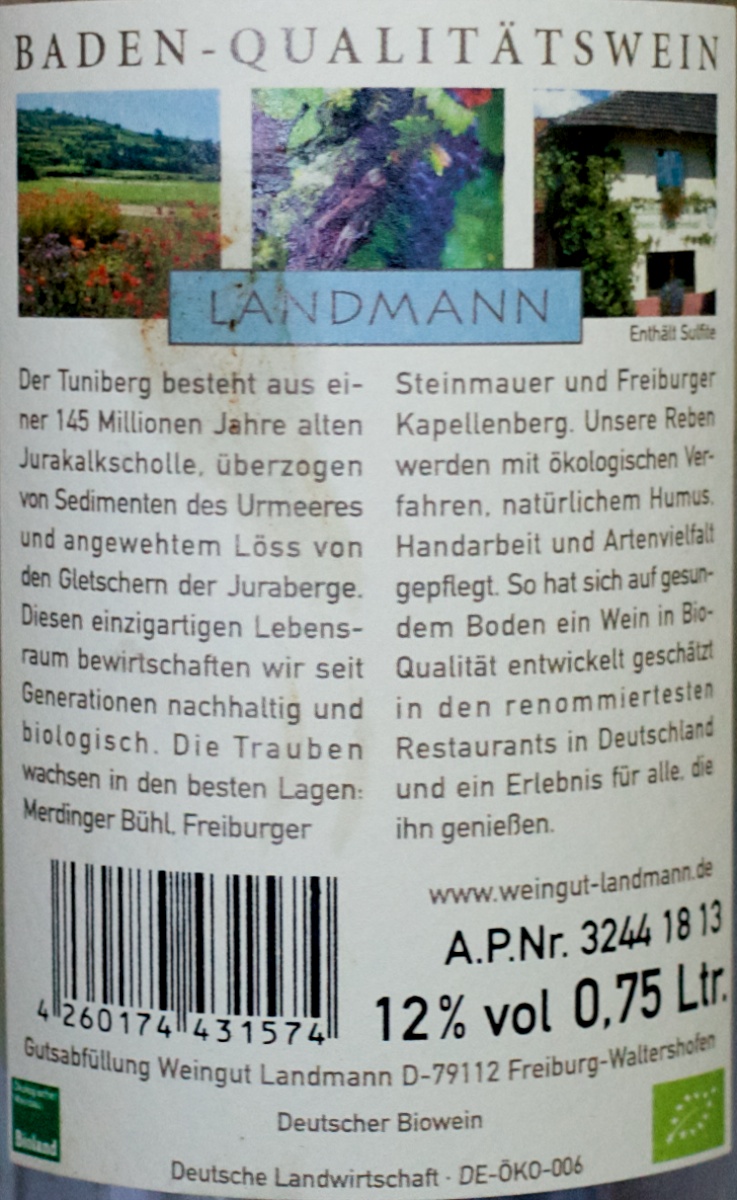 BADEN-QUALITÄTSWEIN
LANDMANN
Enthält Sulfite
Der Tuniberg besteht aus ei-
ner 145 Millionen Jahre alten
Jurakalkscholle, überzogen
von Sedimenten des Urmeeres
und angewehtem Löss von
den Gletschern der Juraberge.
Diesen einzigartigen Lebens-
raum bewirtschaften wir seit
Generationen nachhaltig und
biologisch. Die Trauben
wachsen in den besten Lagen:
Merdinger Bühl, Freiburger
Steinmauer und Freiburger
Kapellenberg. Unsere Reben
werden mit ökologischen Ver-
fahren, natürlichem Humus,
Handarbeit und Artenvielfalt
gepflegt. So hat sich auf gesun-
dem Boden ein Wein in Bio-
Qualität entwickelt geschätzt
in den renommiertesten
Restaurants in Deutschland
und ein Erlebnis für alle, die
ihn genießen.
www.weingut-landmann.de
A.P.Nr. 3244 18 13
12% vol 0,75 Ltr.
4 260174 431574
Gutsabfüllung Weingut Landmann D-79112 Freiburg-Waltershofen
Bioland
Deutscher Biowein
Deutsche Landwirtschaft · DE-ÖKO-006